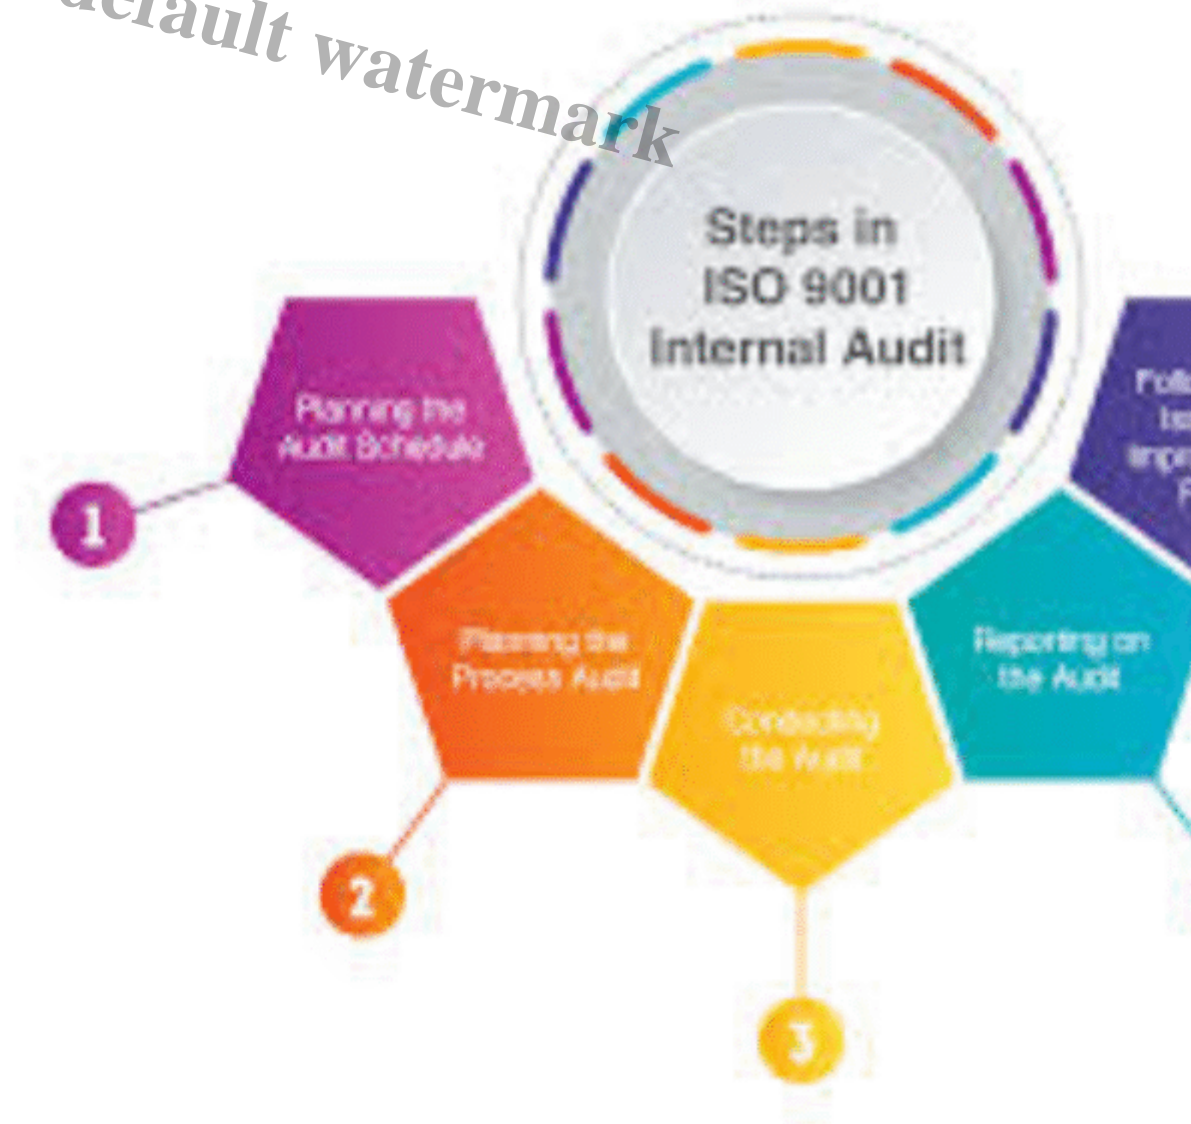 default watermark
Steps in
ISO 9001
Internal Audit
Planning the
Audit Schedule
1
Planning the
Process Audit
2
Conducting
the Audit
3
Reporting on
the Audit